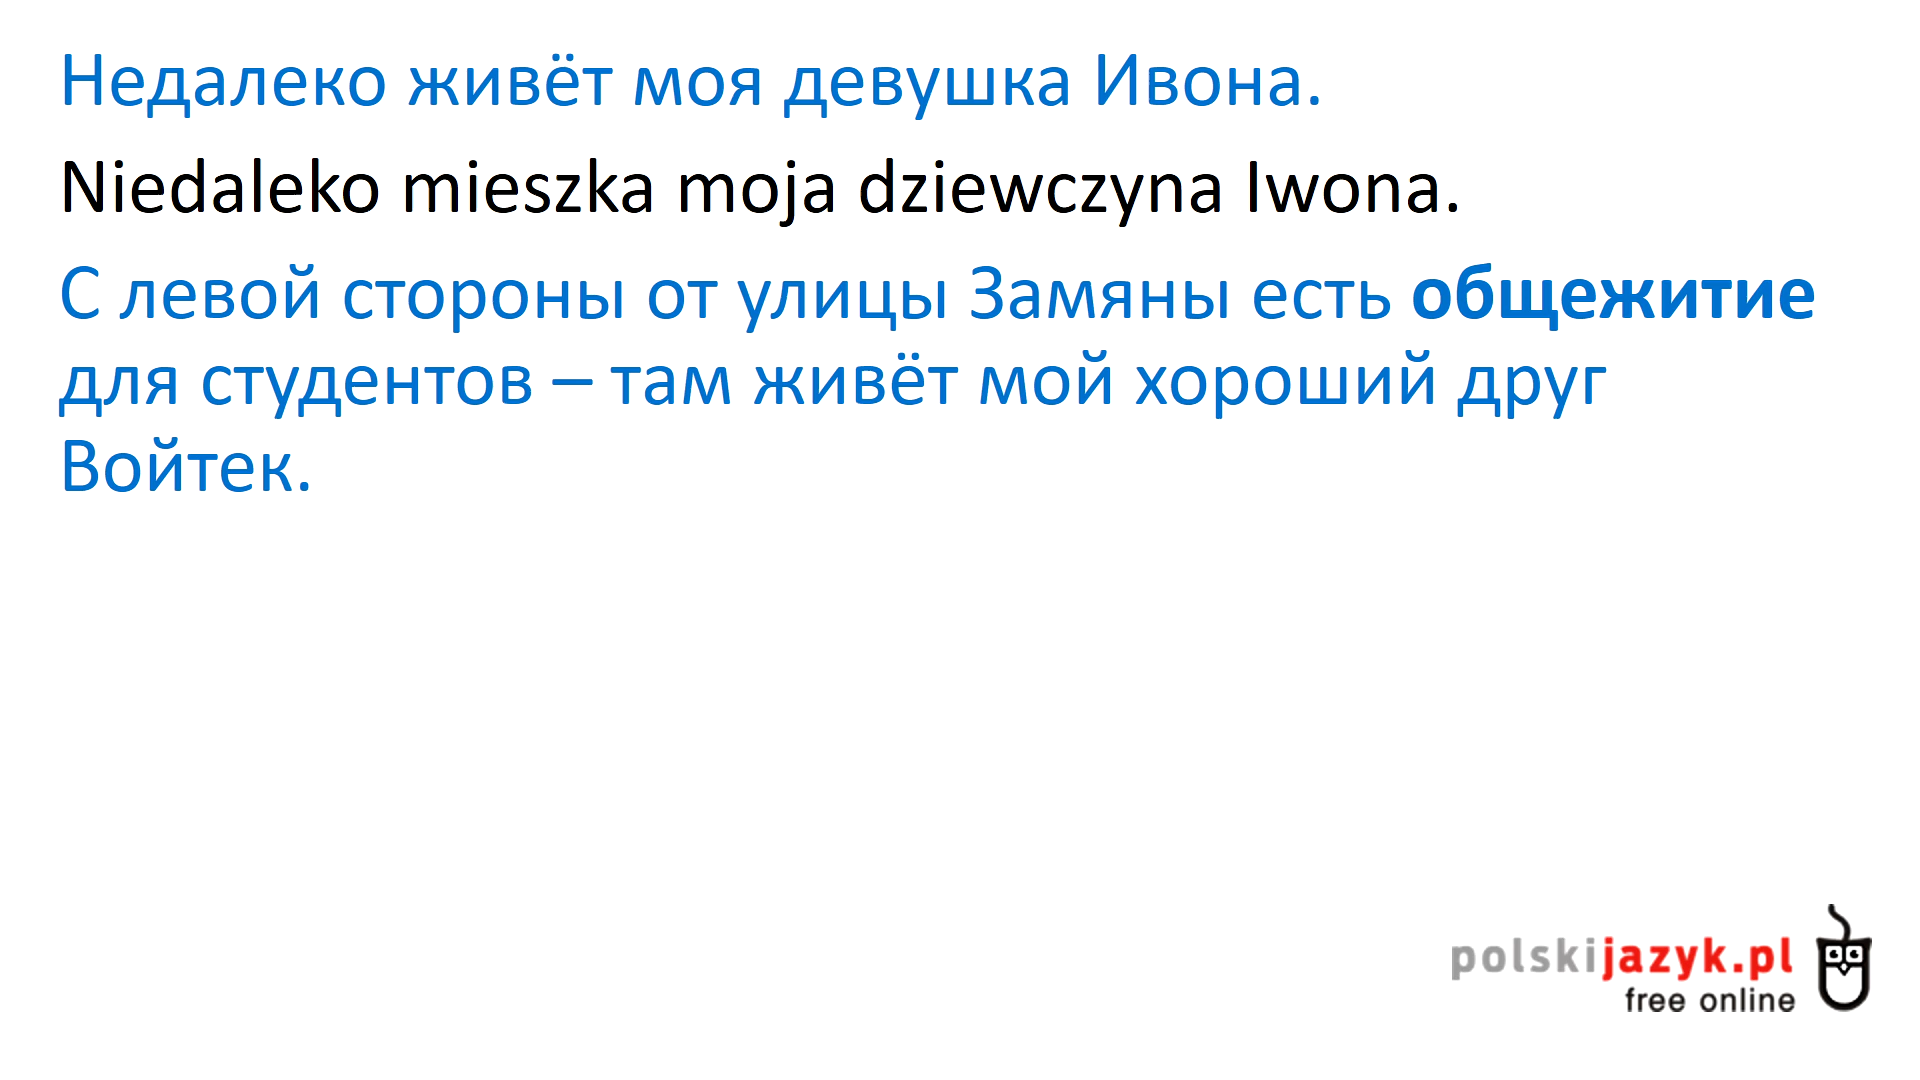 Недалеко живёт моя девушка Ивона.
Niedaleko mieszka moja dziewczyna Iwona.
С левой стороны от улицы Замяны есть общежитие
для студентов – там живёт мой хороший друг
Войтек.
polskijazyk.pl
free online